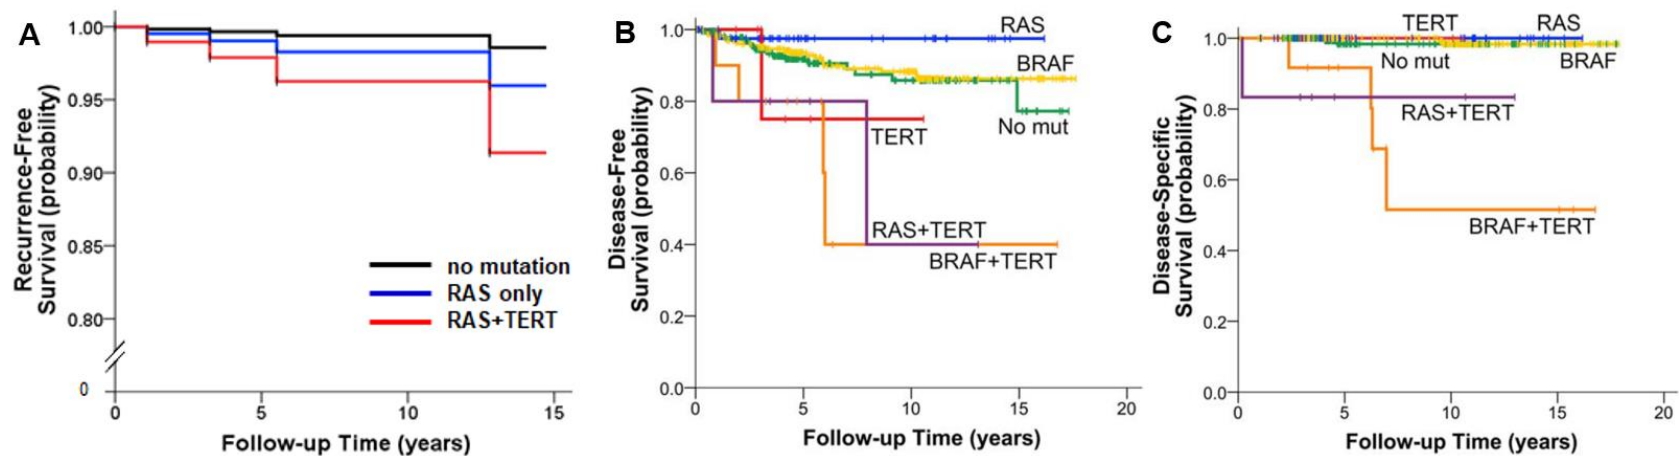 A
Recurrence-Free
Survival (probability)
1.00
0.95
0.90
0.85
0.80
0
no mutation
RAS only
RAS+TERT
0 5 10 15
Follow-up Time (years)
B
Disease-Free
Survival (probability)
1.0
0.8
0.6
0.4
0.2
0.0
RAS
BRAF
No mut
TERT
RAS+TERT
BRAF+TERT
0 5 10 15 20
Follow-up Time (years)
C
Disease-Specific
Survival (probability)
1.0
0.8
0.6
0.4
0.2
0.0
TERT RAS
No mut BRAF
RAS+TERT
BRAF+TERT
0 5 10 15 20
Follow-up Time (years)